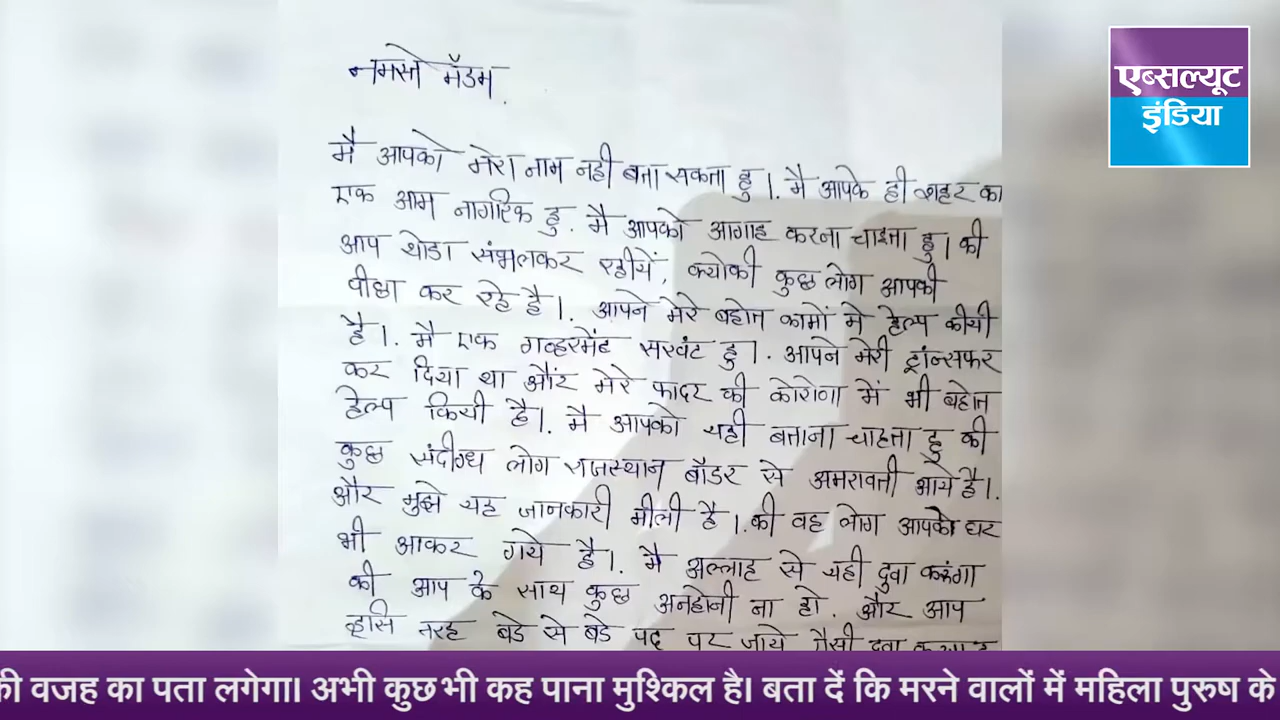 एब्सल्यूट
इंडिया
नमस्ते मॅडम.
मै आपको मेरा नाम नही बता सकता हु। मै आपके ही शहर का
एक आम नागरिक हु. मै आपको आगाह करना चाहता हु। की
आप थोडा संभलकर रहीयें, क्योकी कुछ लोग आपकी
पीछा कर रहे है।. आपने मेरे बहोत कामों मे हेल्प कीयी
है।. मै एक गव्हरमेंट सरवंट हु।. आपने मेरी ट्रांन्सफर
कर दिया था और मेरे फादर की कोरोना में भी बहोत
हेल्प कियी है।. मै आपको यही बताना चाहता हु की
कुछ संदीग्ध लोग राजस्थान बॉडर से अमरावती आये है।.
और मुझे यह जानकारी मीली है।.की वह लोग आपको घर
भी आकर गये है।. मै अल्लाह से यही दुवा करुंगा
की आप के साथ कुछ अनहोनी ना हो. और आप
इसि तरह बडे से बडे पद पर जाये
की वजह का पता लगेगा। अभी कुछ भी कह पाना मुश्किल है। बता दें कि मरने वालों में महिला पुरुष के